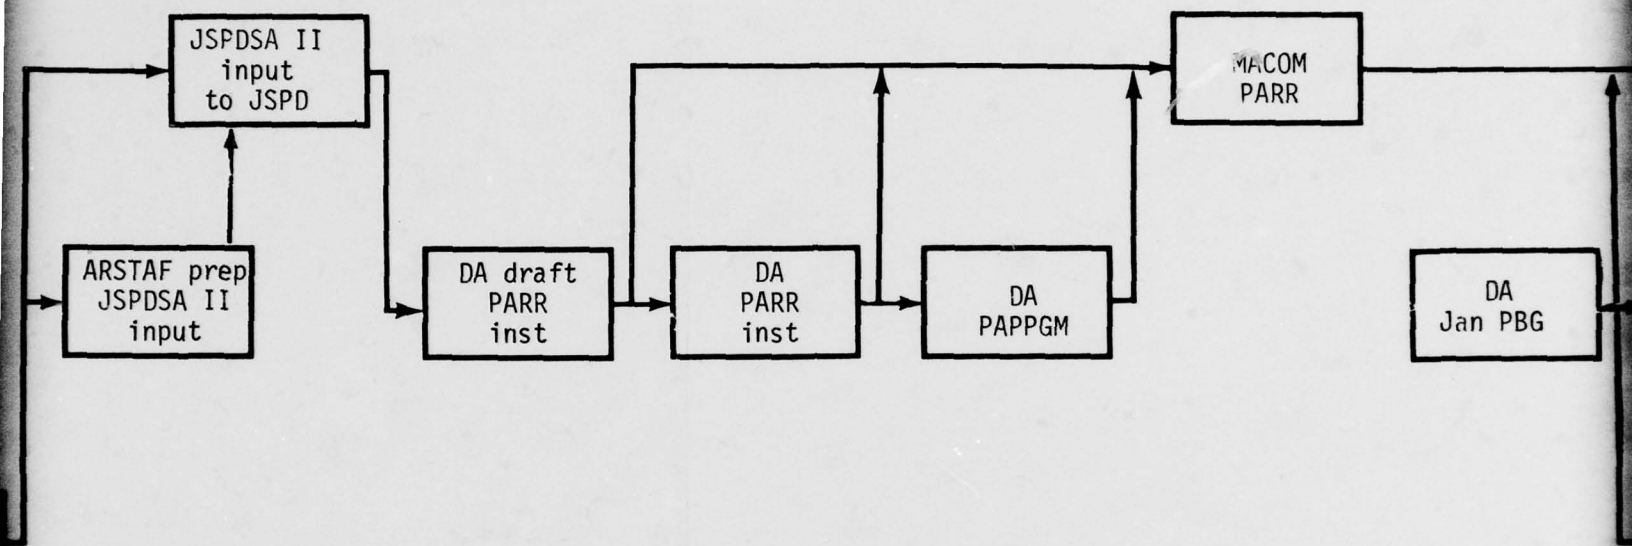 JSPDSA II
input
to JSPD
MACOM
PARR
ARSTAF prep
JSPDSA II
input
DA draft
PARR
inst
DA
PARR
inst
DA
PAPPGM
DA
Jan PBG